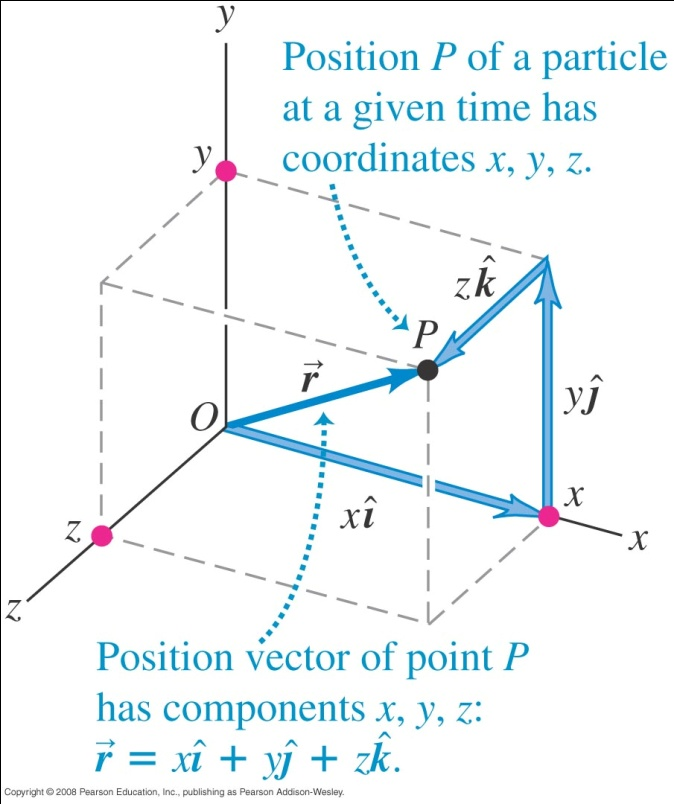 y
Position P of a particle
at a given time has
coordinates x, y, z.
y
zk̂
P
r⃗
yĵ
O
x
xî
x
z
z
Position vector of point P
has components x, y, z:
r⃗ = xî + yĵ + zk̂.
Copyright © 2008 Pearson Education, Inc., publishing as Pearson Addison-Wesley.